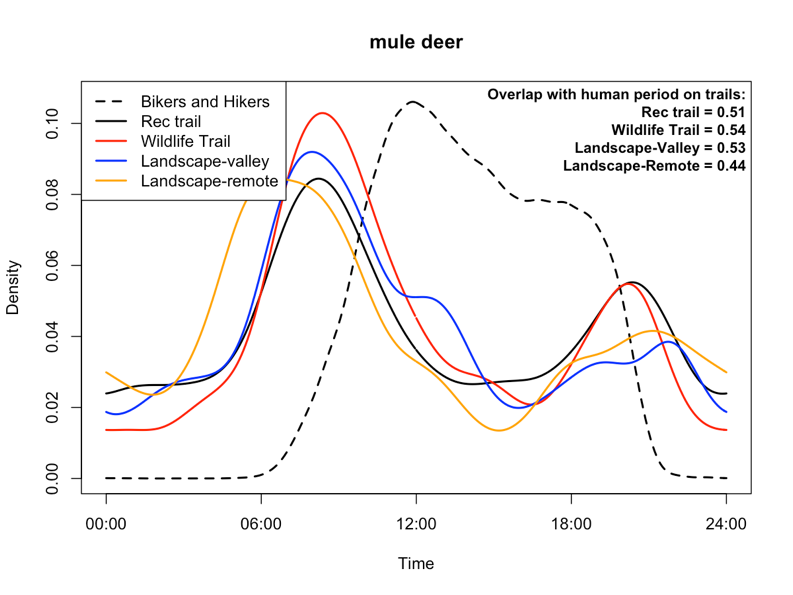 mule deer
Bikers and Hikers
Rec trail
Wildlife Trail
Landscape-valley
Landscape-remote
Overlap with human period on trails:
Rec trail = 0.51
Wildlife Trail = 0.54
Landscape-Valley = 0.53
Landscape-Remote = 0.44
Density
0.10
0.08
0.06
0.04
0.02
0.00
00:00 06:00 12:00 18:00 24:00
Time